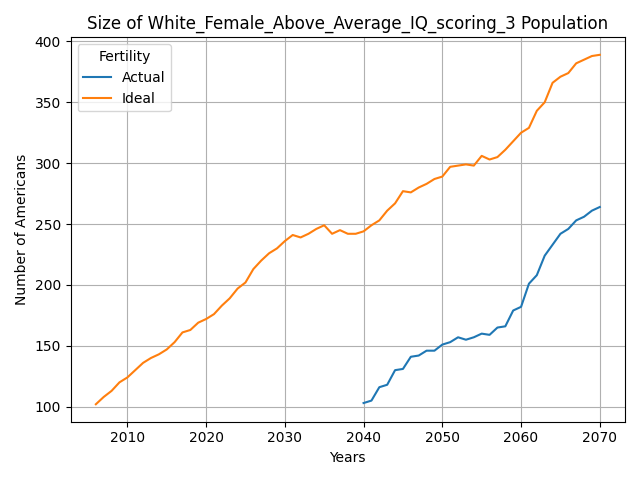 Size of White_Female_Above_Average_IQ_scoring_3 Population
Fertility
Actual
Ideal
Number of Americans
400
350
300
250
200
150
100
2010 2020 2030 2040 2050 2060 2070
Years